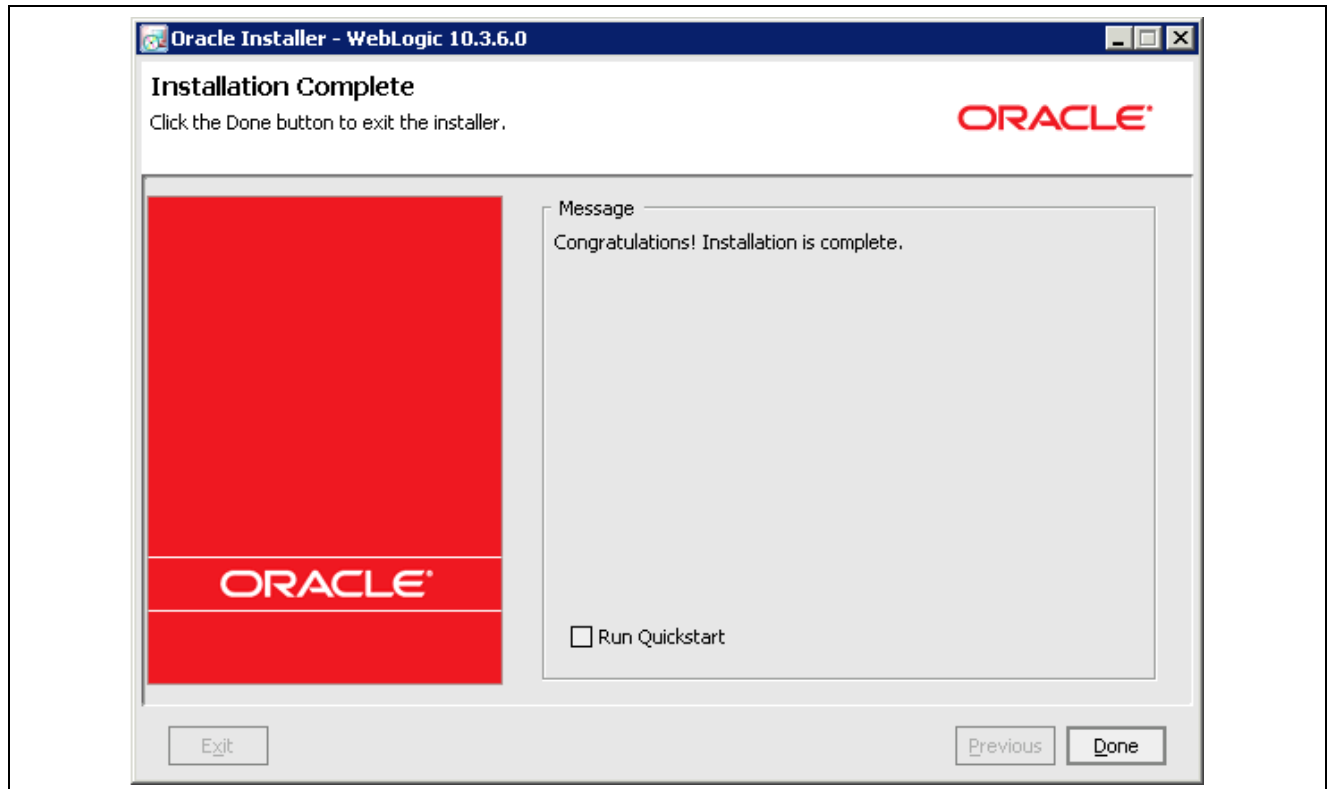 Oracle Installer - WebLogic 10.3.6.0
Installation Complete
Click the Done button to exit the installer.
ORACLE
Message
Congratulations! Installation is complete.
ORACLE
Run Quickstart
Exit
Previous
Done